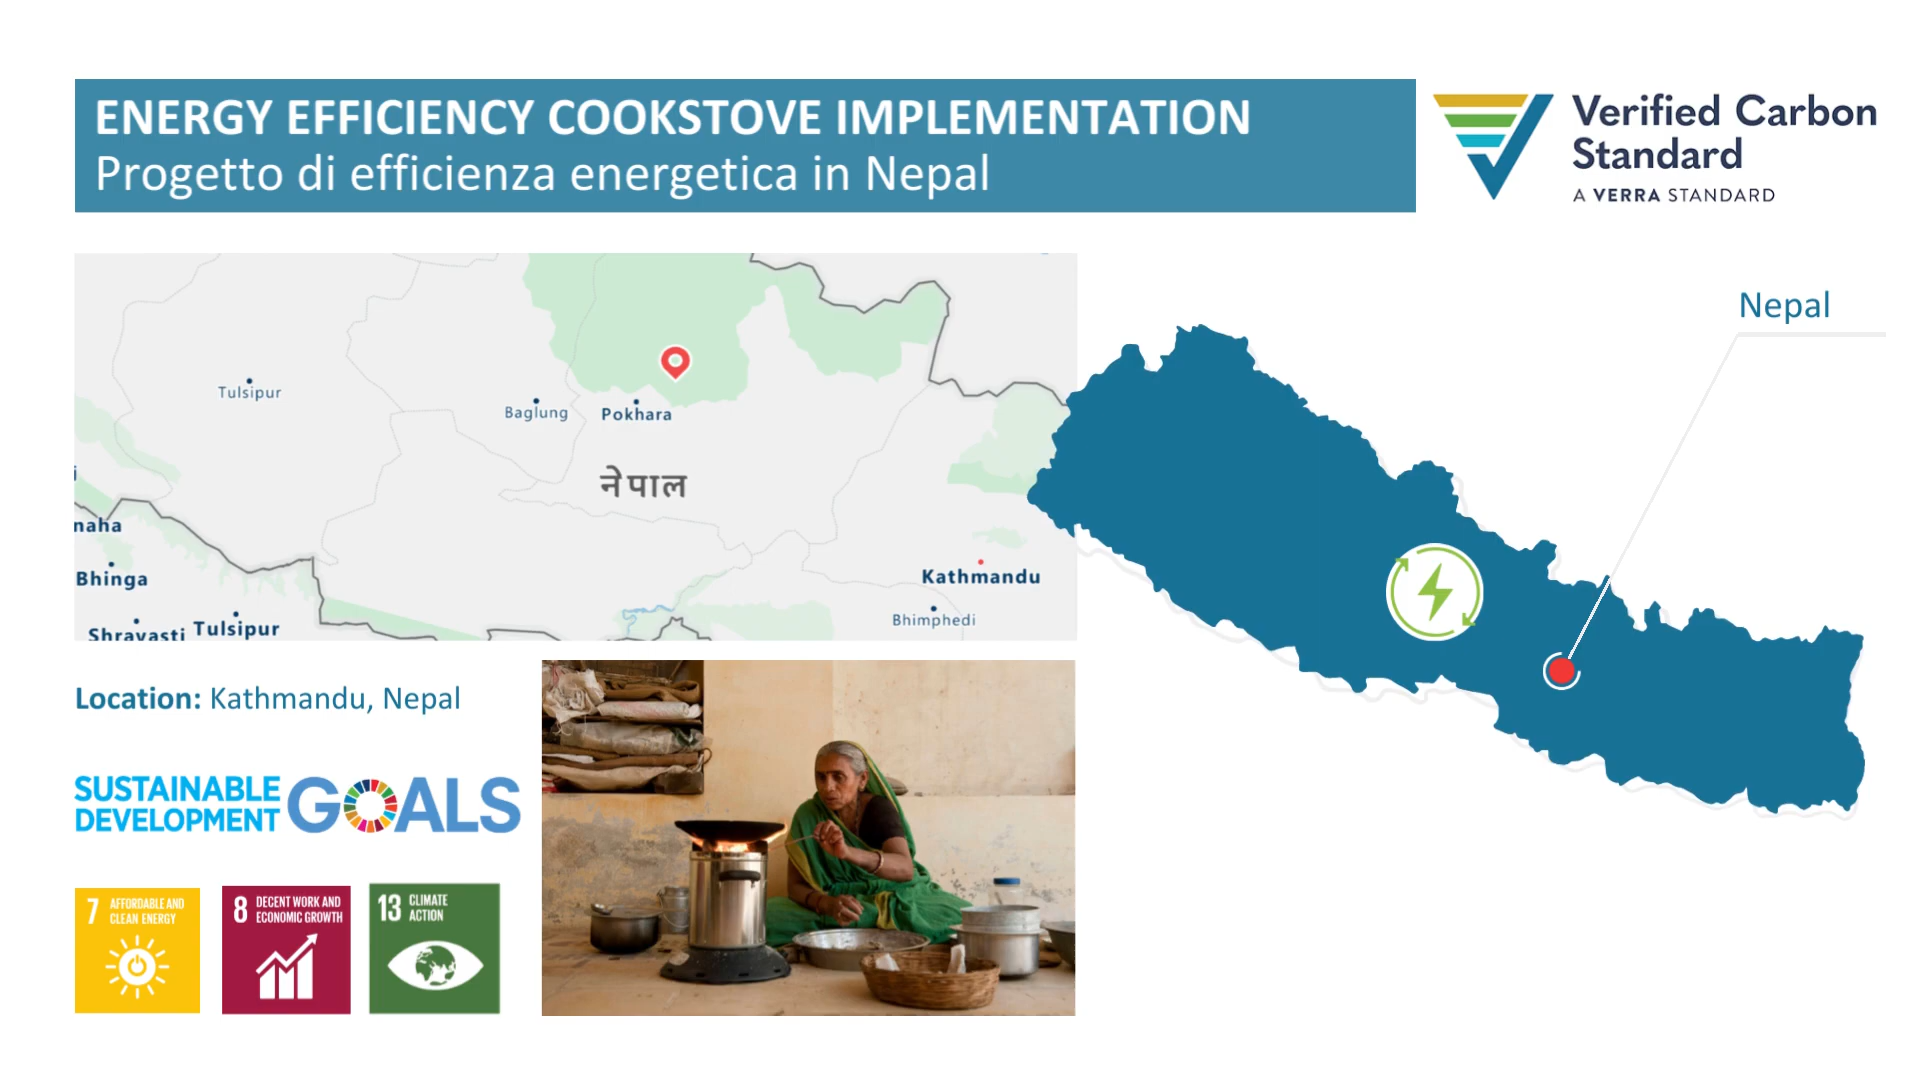 ENERGY EFFICIENCY COOKSTOVE IMPLEMENTATION
Progetto di efficienza energetica in Nepal
Verified Carbon
Standard
A VERRA STANDARD
Nepal
Tulsipur
Baglung
Pokhara
नेपाल
naha
Bhinga
Kathmandu
Bhimphedi
Shravasti
Tulsipur
Location: Kathmandu, Nepal
SUSTAINABLE
DEVELOPMENT
GOALS
7 AFFORDABLE AND
CLEAN ENERGY
8 DECENT WORK AND
ECONOMIC GROWTH
13 CLIMATE
ACTION